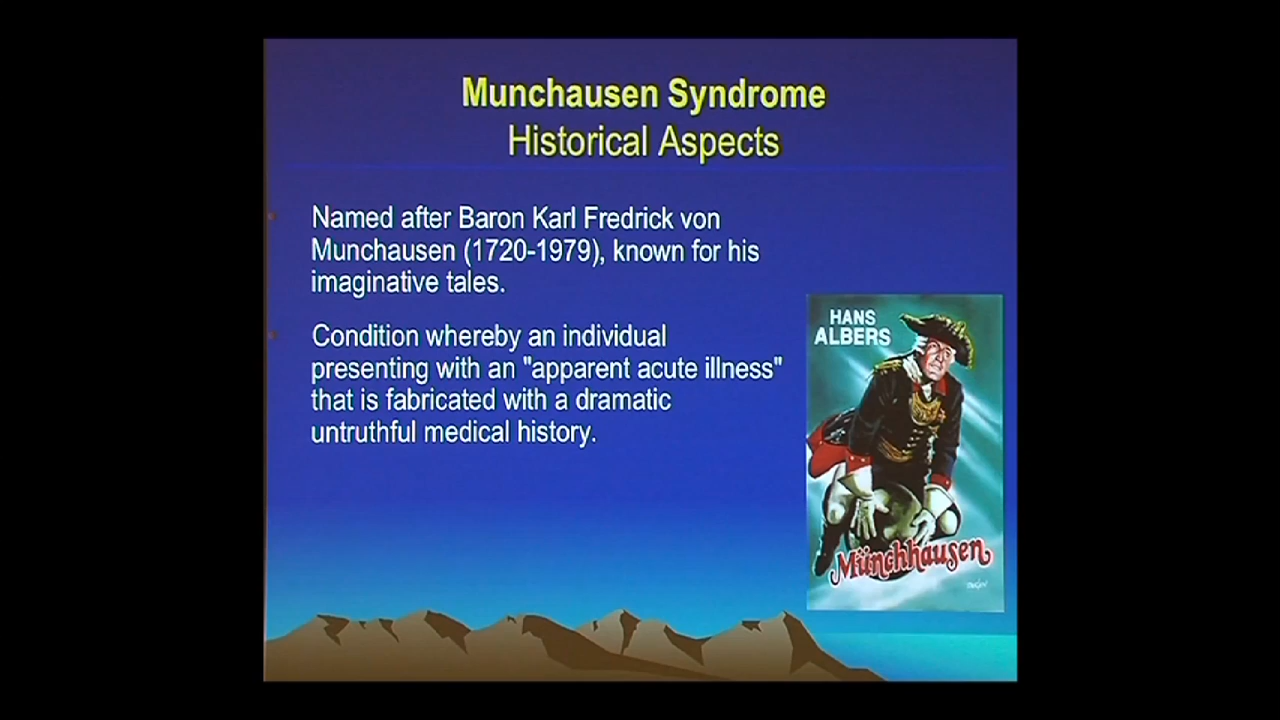 Munchausen Syndrome
Historical Aspects
Named after Baron Karl Fredrick von
Munchausen (1720-1979), known for his
imaginative tales.
Condition whereby an individual
presenting with an "apparent acute illness"
that is fabricated with a dramatic
untruthful medical history.
HANS
ALBERS
Münchhausen